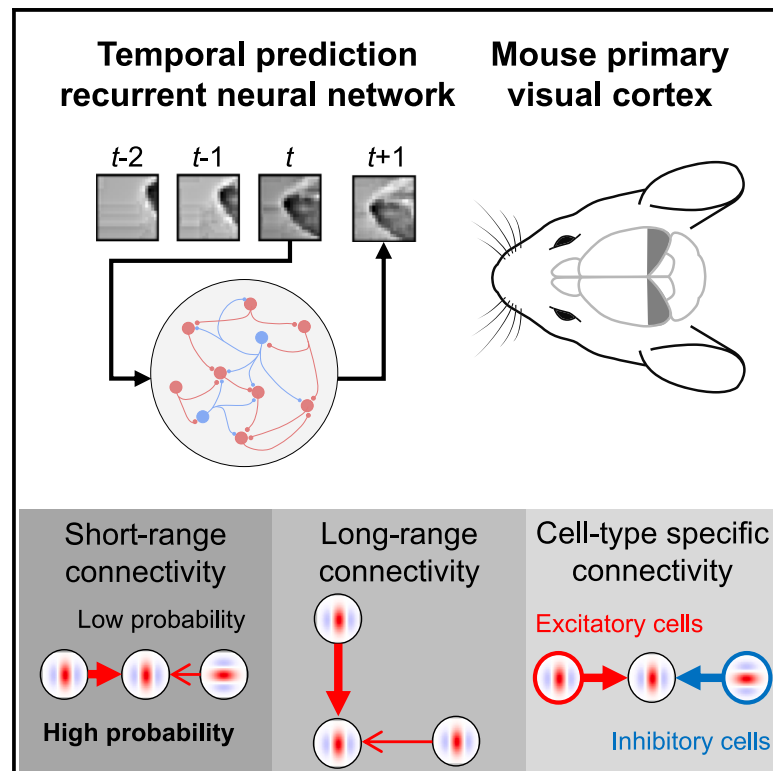 Temporal prediction
recurrent neural network
Mouse primary
visual cortex
t-2
t-1
t
t+1
Short-range
connectivity
Low probability
High probability
Long-range
connectivity
Cell-type specific
connectivity
Excitatory cells
Inhibitory cells